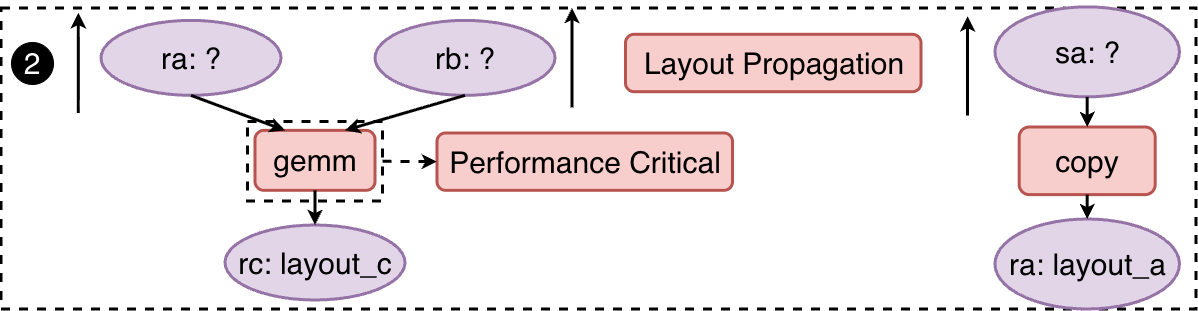 2
ra: ?
rb: ?
Layout Propagation
sa: ?
gemm
Performance Critical
copy
rc: layout_c
ra: layout_a